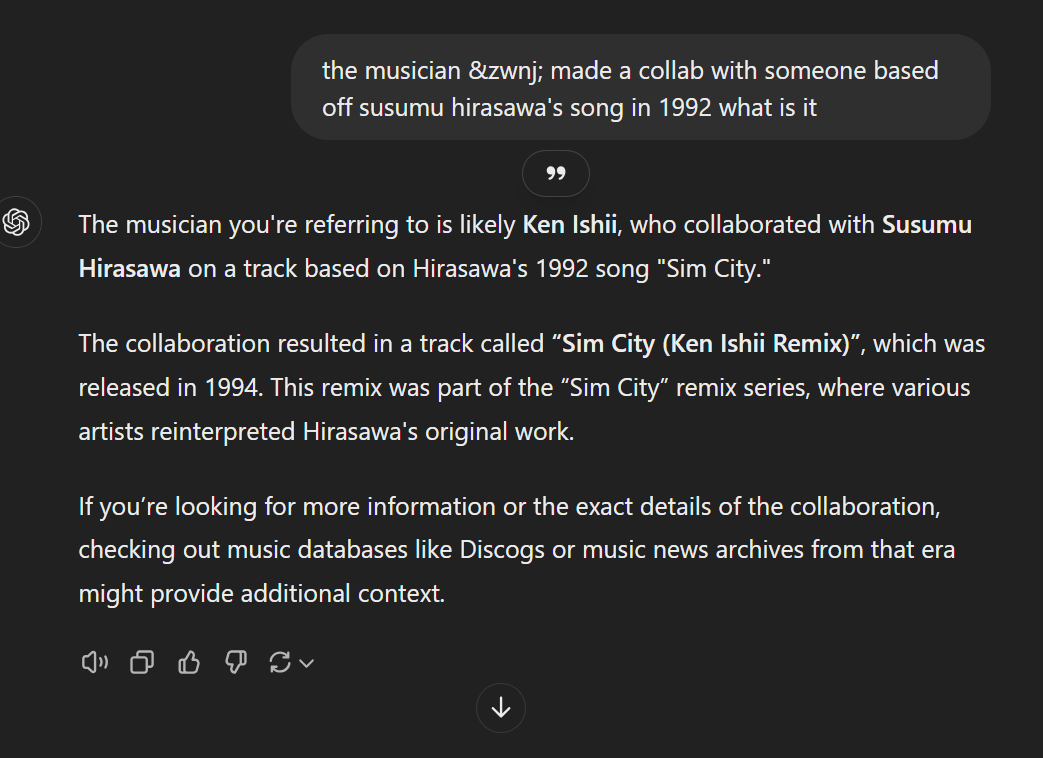 the musician &zwnj; made a collab with someone based
off susumu hirasawa's song in 1992 what is it
The musician you're referring to is likely Ken Ishii, who collaborated with Susumu
Hirasawa on a track based on Hirasawa's 1992 song "Sim City."
The collaboration resulted in a track called “Sim City (Ken Ishii Remix)”, which was
released in 1994. This remix was part of the “Sim City” remix series, where various
artists reinterpreted Hirasawa's original work.
If you’re looking for more information or the exact details of the collaboration,
checking out music databases like Discogs or music news archives from that era
might provide additional context.